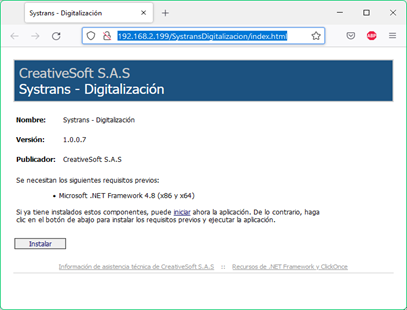 Systrans - Digitalización
192.168.2.199/SystransDigitalizacion/index.html
ABP
CreativeSoft S.A.S
Systrans - Digitalización
Nombre: Systrans - Digitalización
Versión: 1.0.0.7
Publicador: CreativeSoft S.A.S
Se necesitan los siguientes requisitos previos:
• Microsoft .NET Framework 4.8 (x86 y x64)
Si ya tiene instalados estos componentes, puede iniciar ahora la aplicación. De lo contrario, haga
clic en el botón de abajo para instalar los requisitos previos y ejecutar la aplicación.
Instalar
Información de asistencia técnica de CreativeSoft S.A.S :: Recursos de .NET Framework y ClickOnce